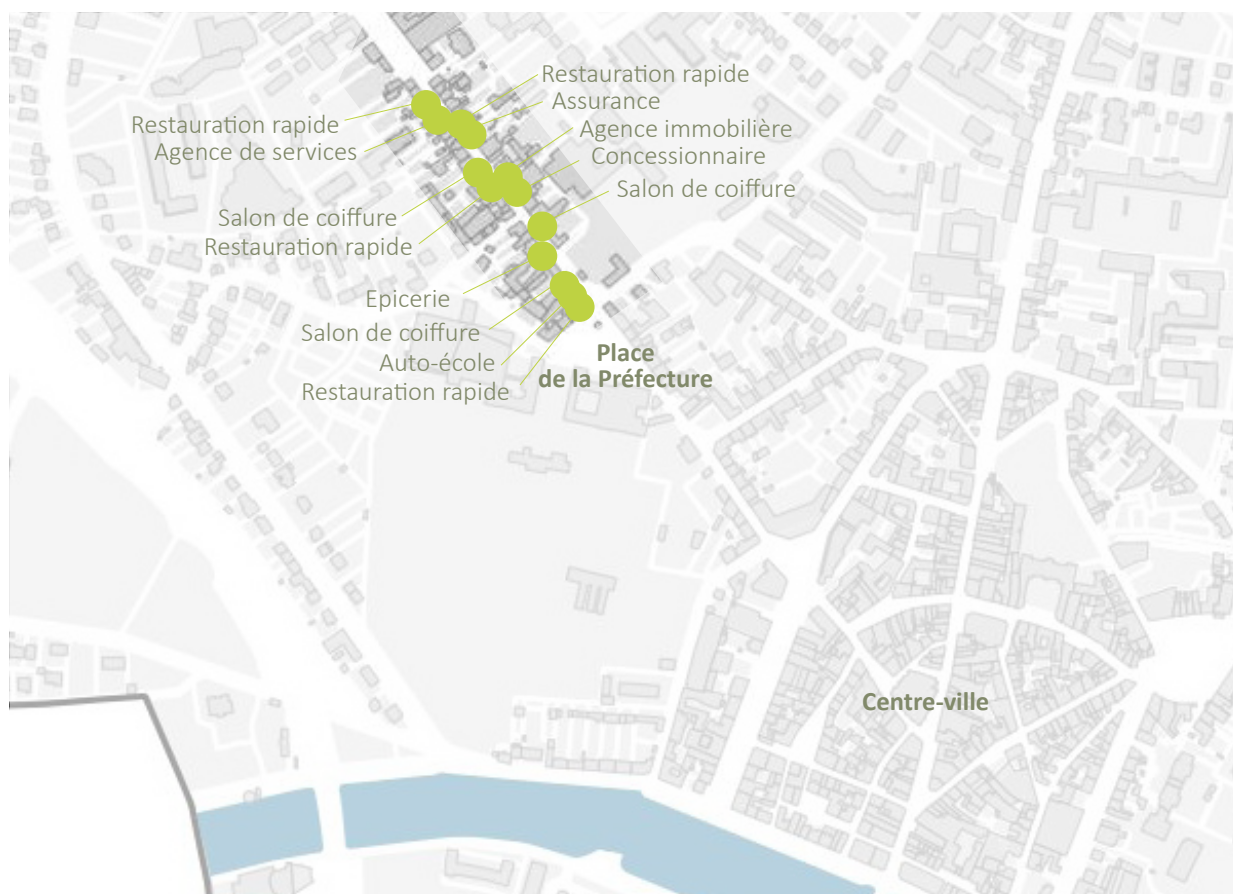 Restauration rapide
Assurance
Restauration rapide
Agence immobilière
Agence de services
Concessionnaire
Salon de coiffure
Salon de coiffure
Restauration rapide
Epicerie
Salon de coiffure
Place
de la Préfecture
Auto-école
Restauration rapide
Centre-ville